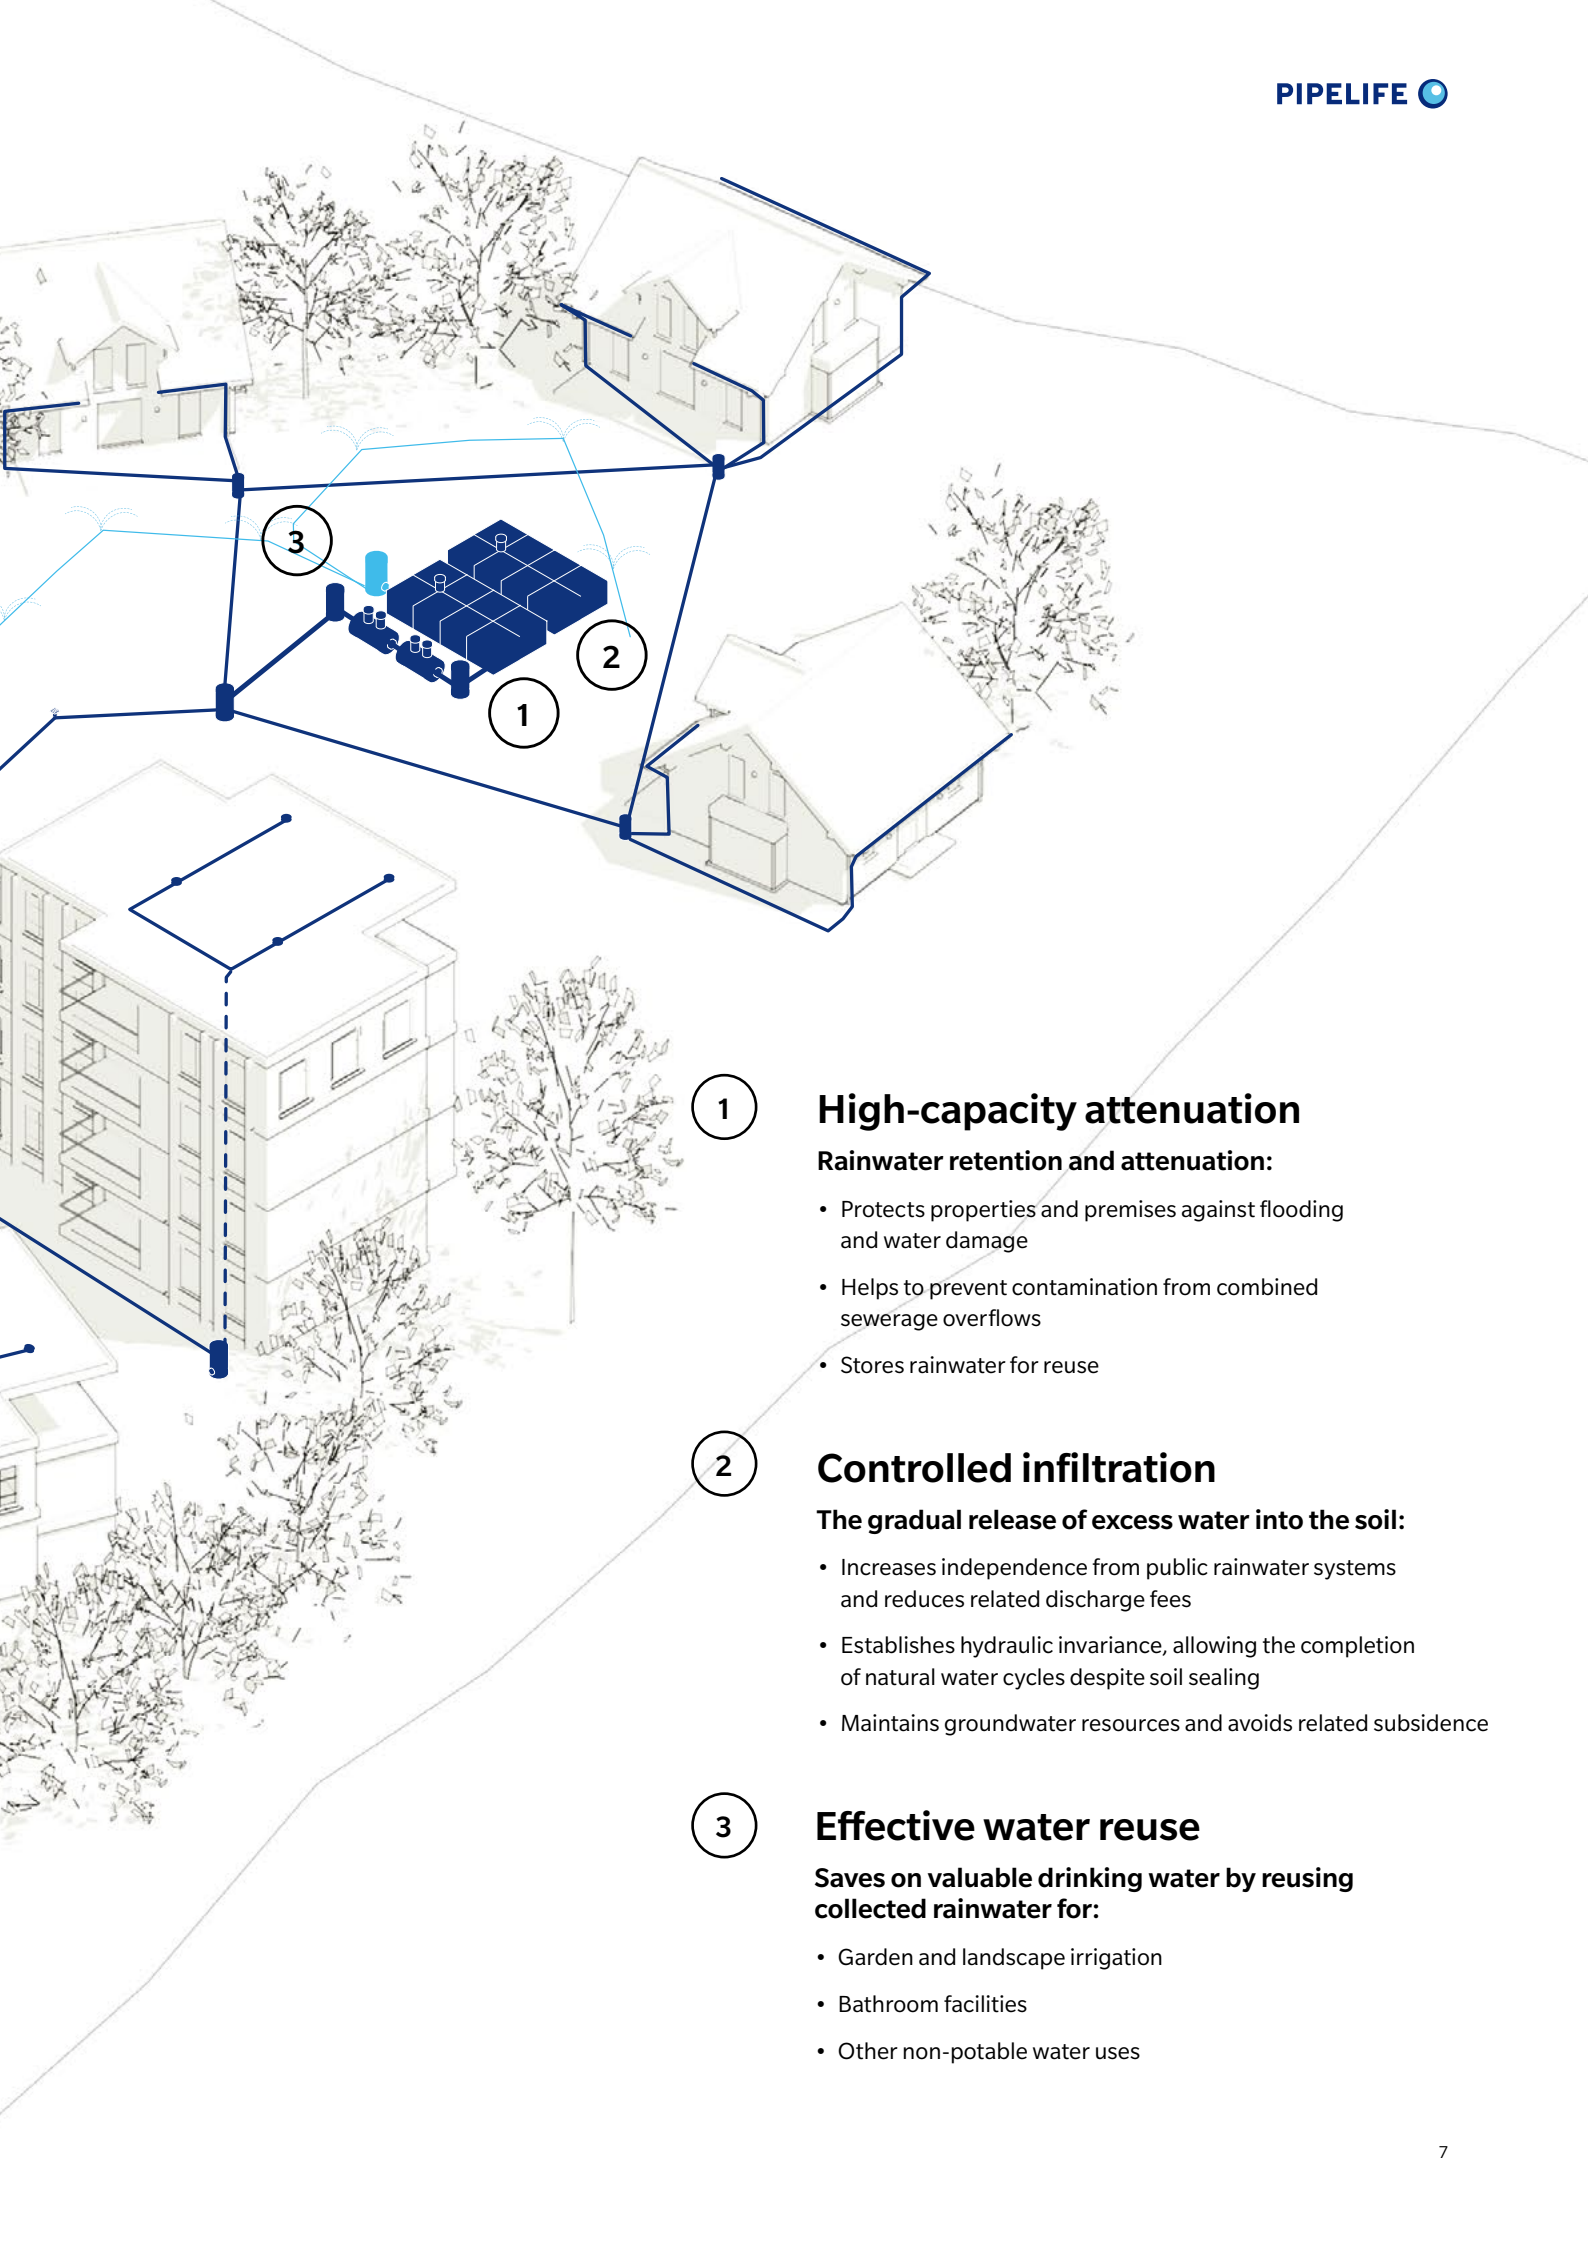 PIPELIFE
3
2
1
1
High-capacity attenuation
Rainwater retention and attenuation:
• Protects properties and premises against flooding
and water damage
• Helps to prevent contamination from combined
sewerage overflows
• Stores rainwater for reuse
2
Controlled infiltration
The gradual release of excess water into the soil:
• Increases independence from public rainwater systems
and reduces related discharge fees
• Establishes hydraulic invariance, allowing the completion
of natural water cycles despite soil sealing
• Maintains groundwater resources and avoids related subsidence
3
Effective water reuse
Saves on valuable drinking water by reusing
collected rainwater for:
• Garden and landscape irrigation
• Bathroom facilities
• Other non-potable water uses
7